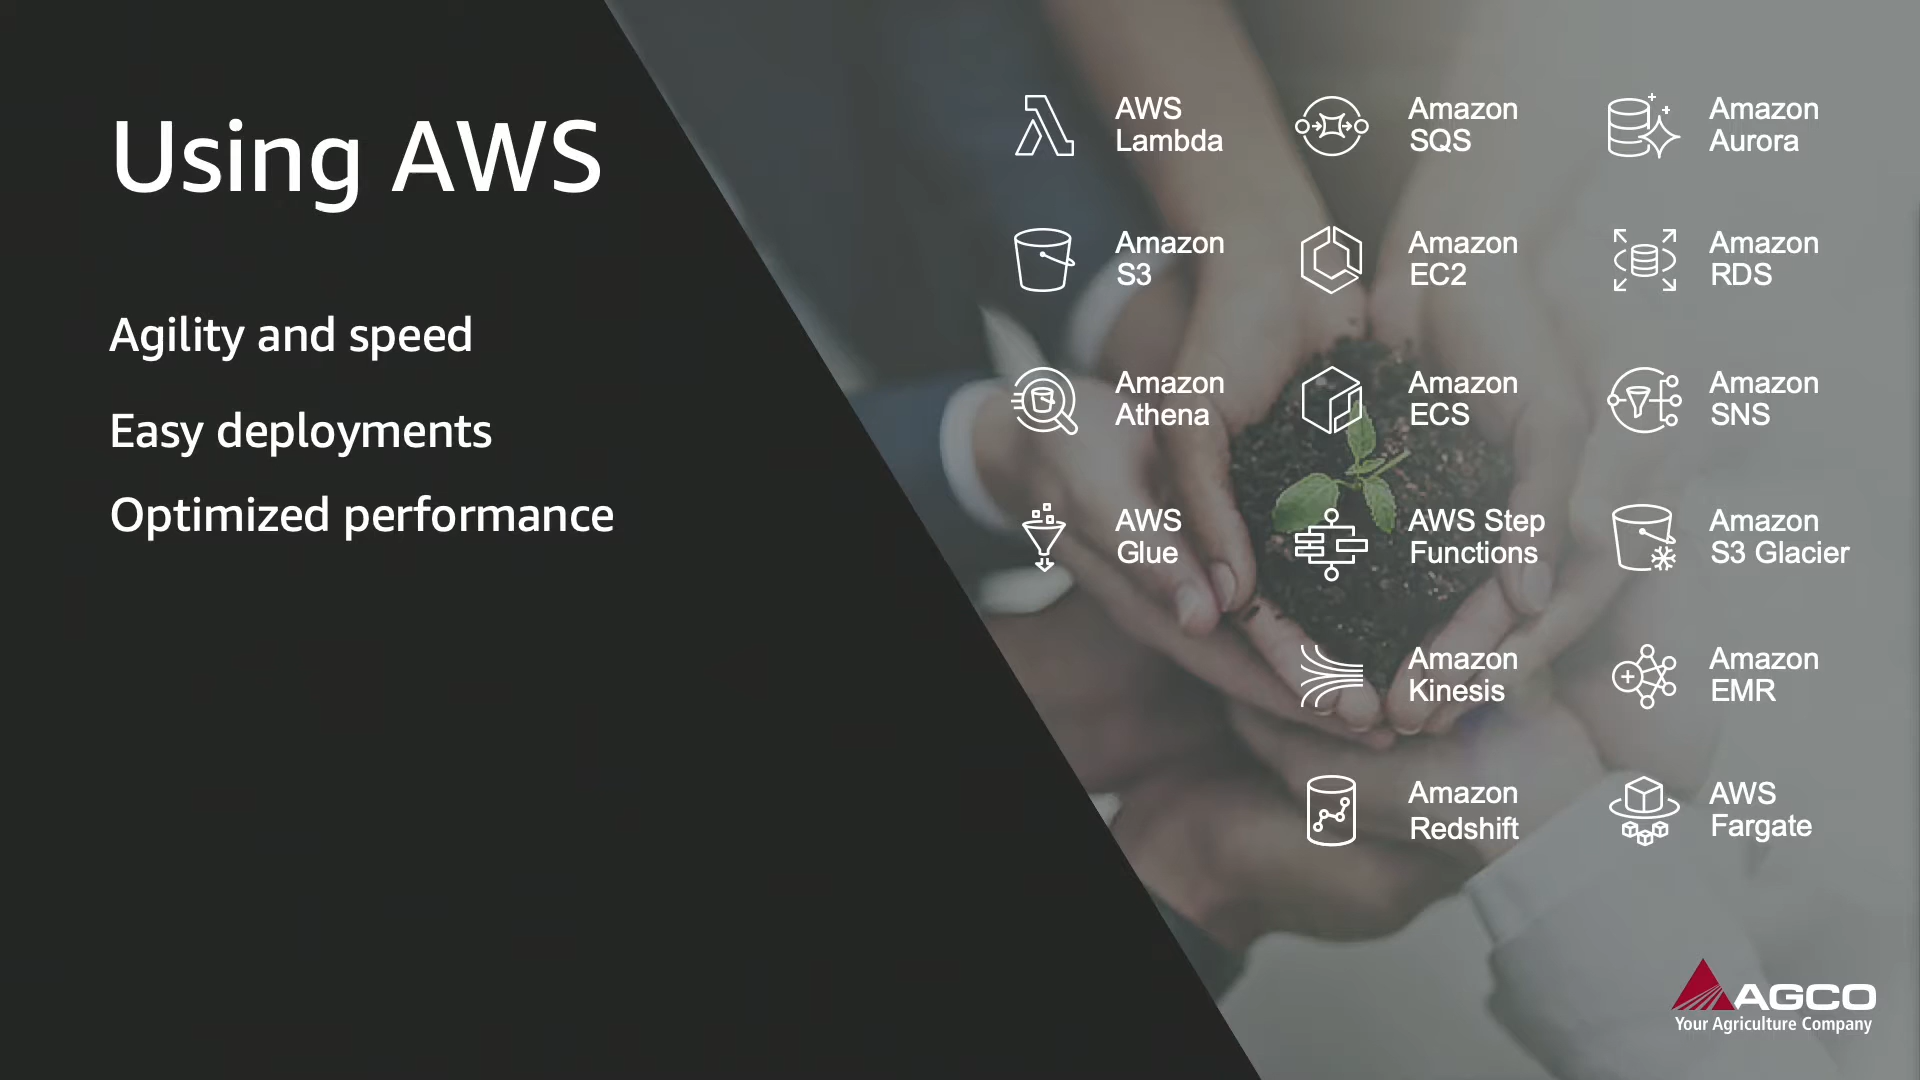 Using AWS
Agility and speed
Easy deployments
Optimized performance
AWS
Lambda
Amazon
SQS
Amazon
Aurora
Amazon
S3
Amazon
EC2
Amazon
RDS
Amazon
Athena
Amazon
ECS
Amazon
SNS
AWS
Glue
AWS Step
Functions
Amazon
S3 Glacier
Amazon
Kinesis
Amazon
EMR
Amazon
Redshift
AWS
Fargate
AGCO
Your Agriculture Company